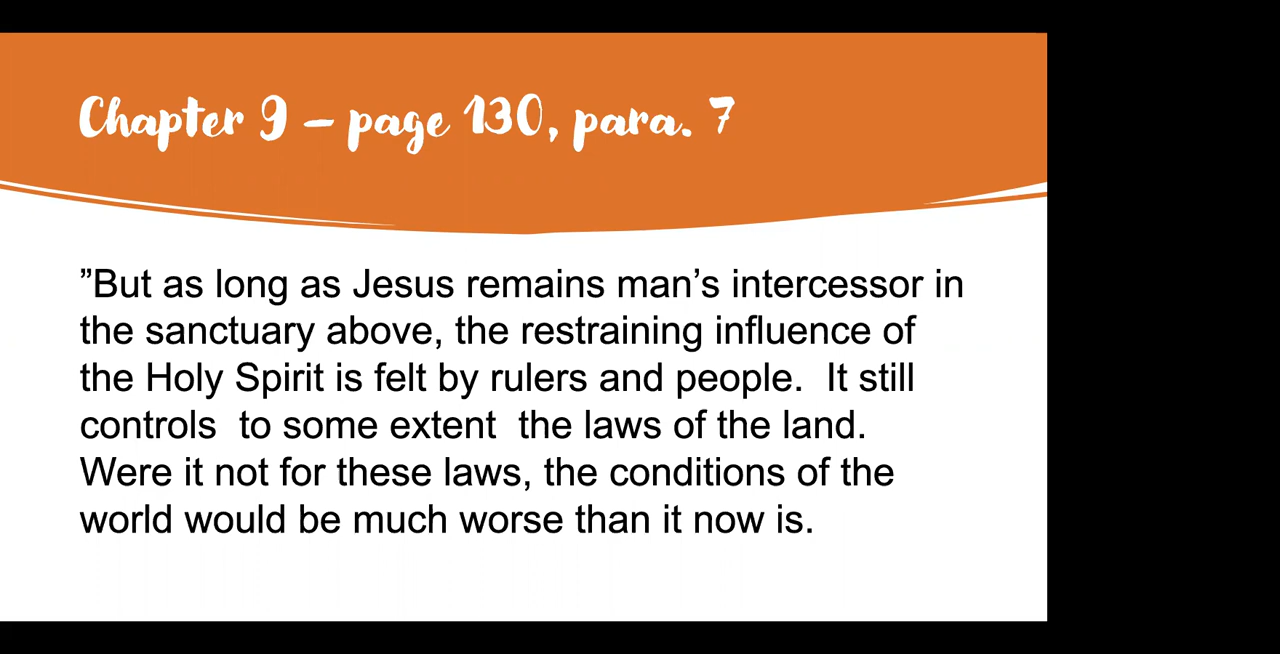 Chapter 9 – page 130, para. 7
”But as long as Jesus remains man’s intercessor in
the sanctuary above, the restraining influence of
the Holy Spirit is felt by rulers and people.  It still
controls  to some extent  the laws of the land.
Were it not for these laws, the conditions of the
world would be much worse than it now is.